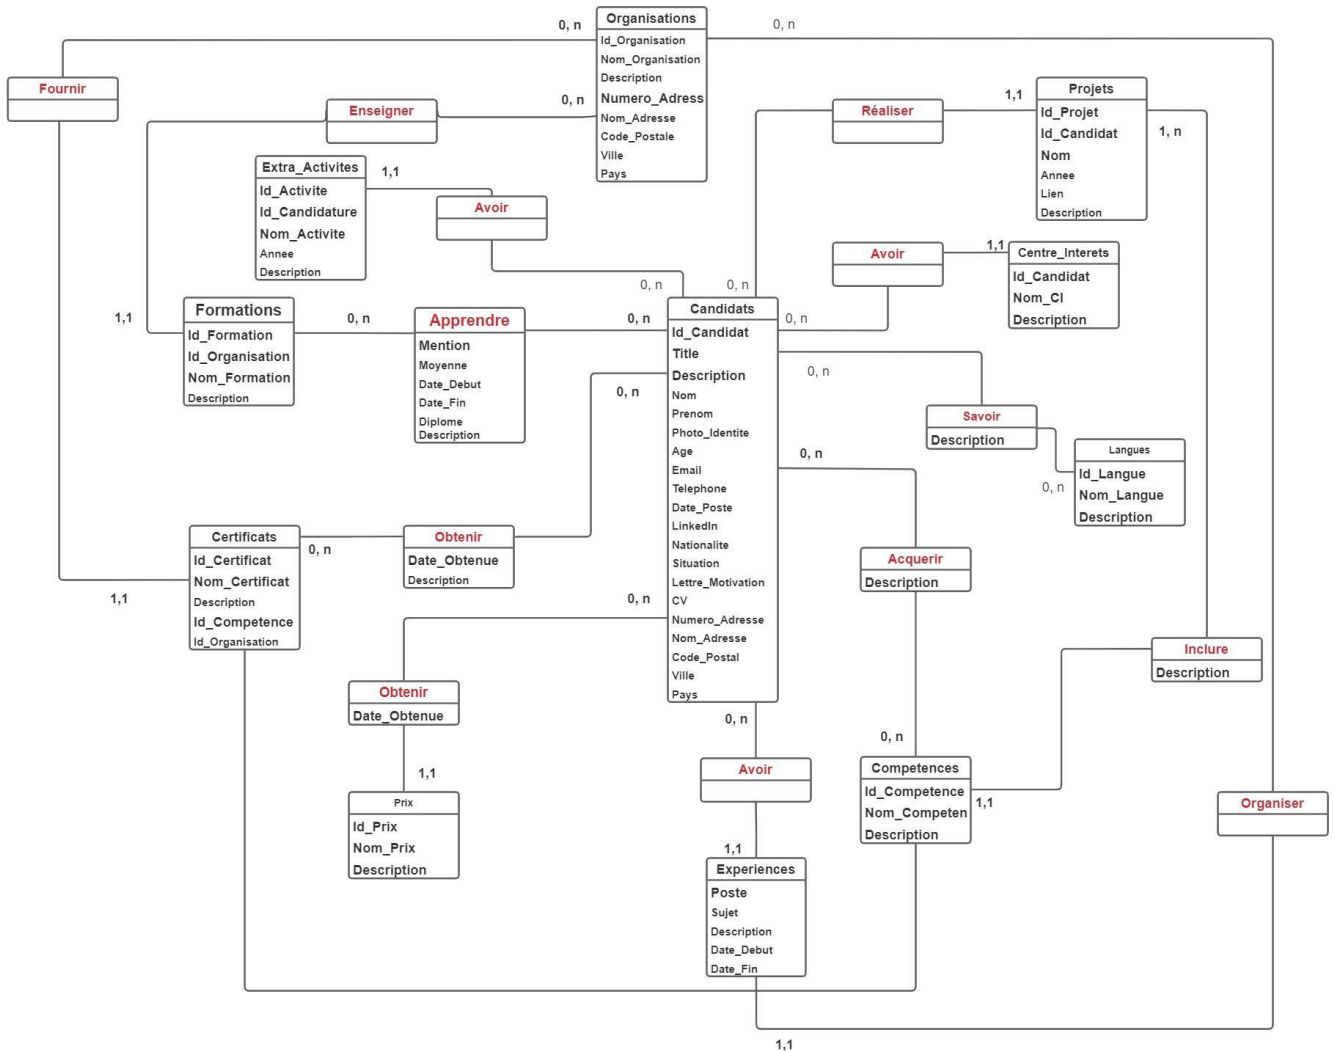 Organisations
Id_Organisation
Nom_Organisation
Description
Numero_Adress
Nom_Adresse
Code_Postale
Ville
Pays
0, n
0, n
0, n
Fournir
Enseigner
Réaliser
1,1
Projets
Id_Projet
Id_Candidat
Nom
Annee
Lien
Description
1, n
Extra_Activites
Id_Activite
Id_Candidature
Nom_Activite
Annee
Description
1,1
Avoir
0, n
0, n
Avoir
1,1
Centre_Interets
Id_Candidat
Nom_CI
Description
0, n
Formations
Id_Formation
Id_Organisation
Nom_Formation
Description
1,1
0, n
Apprendre
Mention
Moyenne
Date_Debut
Date_Fin
Diplome
Description
0, n
Candidats
Id_Candidat
Title
Description
Nom
Prenom
Photo_Identite
Age
Email
Telephone
Date_Poste
LinkedIn
Nationalite
Situation
Lettre_Motivation
CV
Numero_Adresse
Nom_Adresse
Code_Postal
Ville
Pays
0, n
0, n
Savoir
Description
0, n
Langues
Id_Langue
Nom_Langue
Description
0, n
Certificats
Id_Certificat
Nom_Certificat
Description
Id_Competence
Id_Organisation
1,1
0, n
Obtenir
Date_Obtenue
Description
Acquerir
Description
0, n
Obtenir
Date_Obtenue
1,1
Prix
Id_Prix
Nom_Prix
Description
0, n
Avoir
1,1
Experiences
Poste
Sujet
Description
Date_Debut
Date_Fin
1,1
0, n
Competences
Id_Competence
Nom_Competen
Description
1,1
Inclure
Description
Organiser